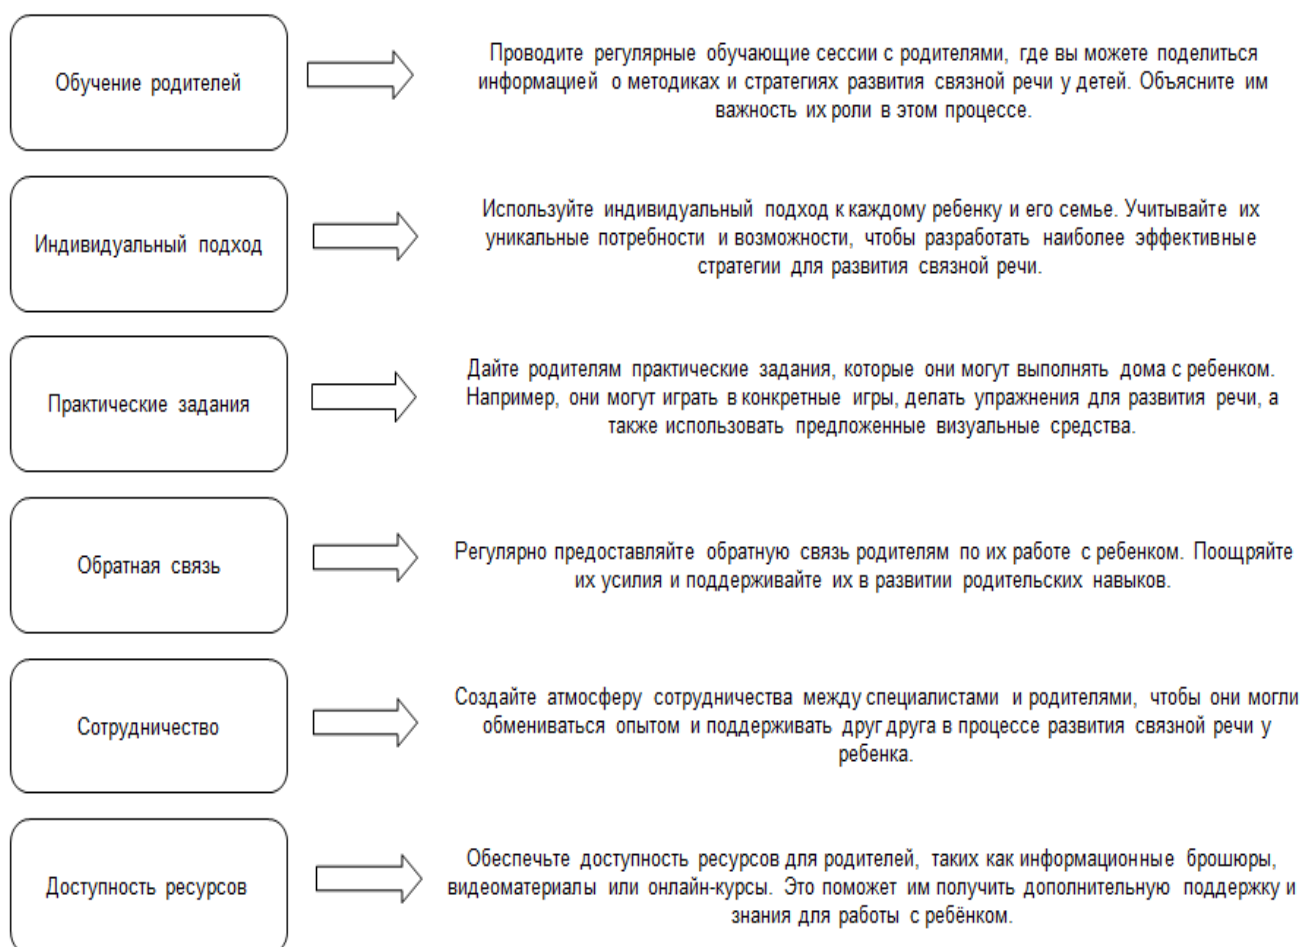 Обучение родителей
Проводите регулярные обучающие сессии с родителями, где вы можете поделиться
информацией о методиках и стратегиях развития связной речи у детей. Объясните им
важность их роли в этом процессе.
Индивидуальный подход
Используйте индивидуальный подход к каждому ребенку и его семье. Учитывайте их
уникальные потребности и возможности, чтобы разработать наиболее эффективные
стратегии для развития связной речи.
Практические задания
Дайте родителям практические задания, которые они могут выполнять дома с ребенком.
Например, они могут играть в конкретные игры, делать упражнения для развития речи, а
также использовать предложенные визуальные средства.
Обратная связь
Регулярно предоставляйте обратную связь родителям по их работе с ребенком. Поощряйте
их усилия и поддерживайте их в развитии родительских навыков.
Сотрудничество
Создайте атмосферу сотрудничества между специалистами и родителями, чтобы они могли
обмениваться опытом и поддерживать друг друга в процессе развития связной речи у
ребенка.
Доступность ресурсов
Обеспечьте доступность ресурсов для родителей, таких как информационные брошюры,
видеоматериалы или онлайн-курсы. Это поможет им получить дополнительную поддержку и
знания для работы с ребёнком.